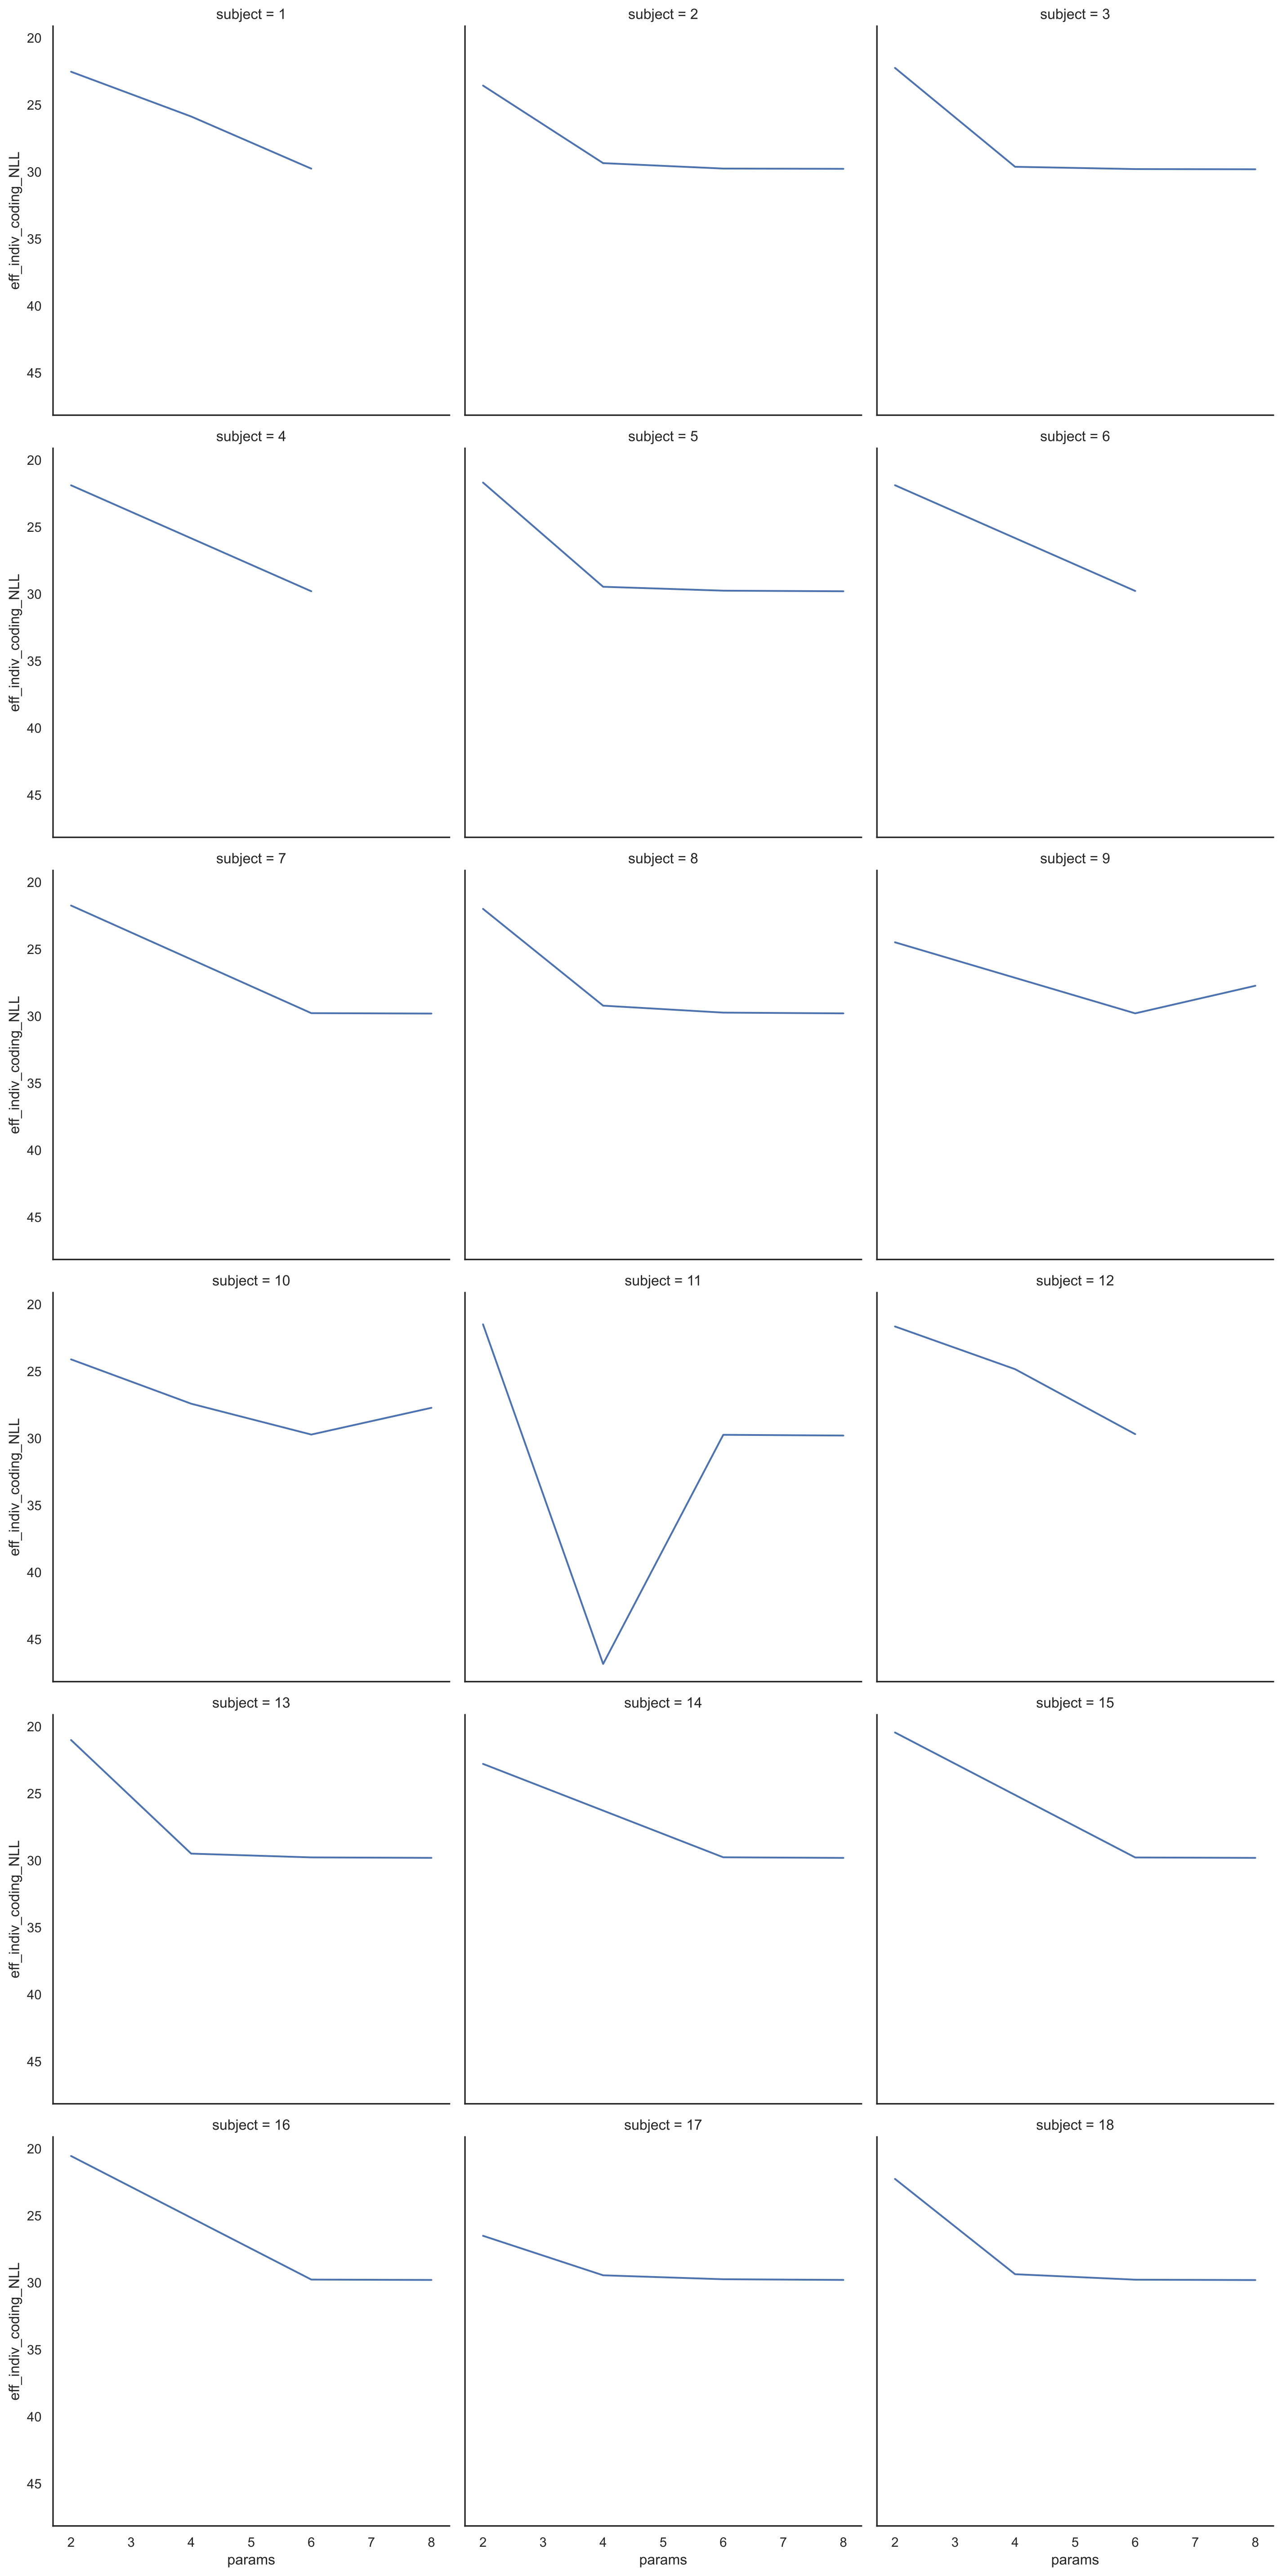 subject = 1
subject = 2
subject = 3
20
25
30
35
40
45
eff_indiv_coding_NLL
subject = 4
subject = 5
subject = 6
20
25
30
35
40
45
eff_indiv_coding_NLL
subject = 7
subject = 8
subject = 9
20
25
30
35
40
45
eff_indiv_coding_NLL
subject = 10
subject = 11
subject = 12
20
25
30
35
40
45
eff_indiv_coding_NLL
subject = 13
subject = 14
subject = 15
20
25
30
35
40
45
eff_indiv_coding_NLL
subject = 16
subject = 17
subject = 18
20
25
30
35
40
45
eff_indiv_coding_NLL
2 3 4 5 6 7 8
2 3 4 5 6 7 8
2 3 4 5 6 7 8
params
params
params